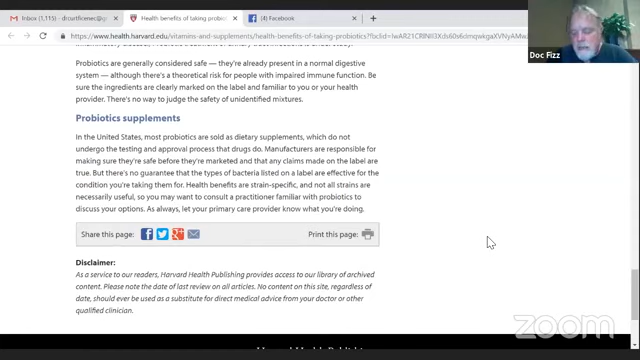 Inbox (1,115) - drcurtficenec@gm
Health benefits of taking probiotic
(4) Facebook
https://www.health.harvard.edu/vitamins-and-supplements/health-benefits-of-taking-probiotics?
Doc Fizz
Probiotics are generally considered safe — they're already present in a normal digestive
system — although there's a theoretical risk for people with impaired immune function. Be
sure the ingredients are clearly marked on the label and familiar to you or your health
provider. There's no way to judge the safety of unidentified mixtures.
Probiotics supplements
In the United States, most probiotics are sold as dietary supplements, which do not
undergo the testing and approval process that drugs do. Manufacturers are responsible for
making sure they're safe before they're marketed and that any claims made on the label are
true. But there's no guarantee that the types of bacteria listed on a label are effective for the
condition you're taking them for. Health benefits are strain-specific, and not all strains are
necessarily useful, so you may want to consult a practitioner familiar with probiotics to
discuss your options. As always, let your primary care provider know what you're doing.
Share this page:
Print this page:
Disclaimer:
As a service to our readers, Harvard Health Publishing provides access to our library of archived
content. Please note the date of last review on all articles. No content on this site, regardless of
date, should ever be used as a substitute for direct medical advice from your doctor or other
qualified clinician.
zoom